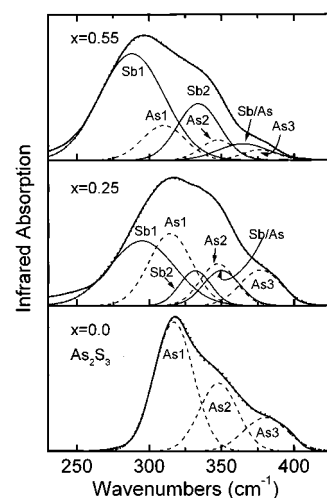 Infrared Absorption
x=0.55
Sb1
As1
Sb2
As2
Sb/As
As3
x=0.25
Sb1
As1
Sb2
As2
Sb/As
As3
x=0.0
As₂S₃
As1
As2
As3
250 300 350 400
Wavenumbers (cm⁻¹)